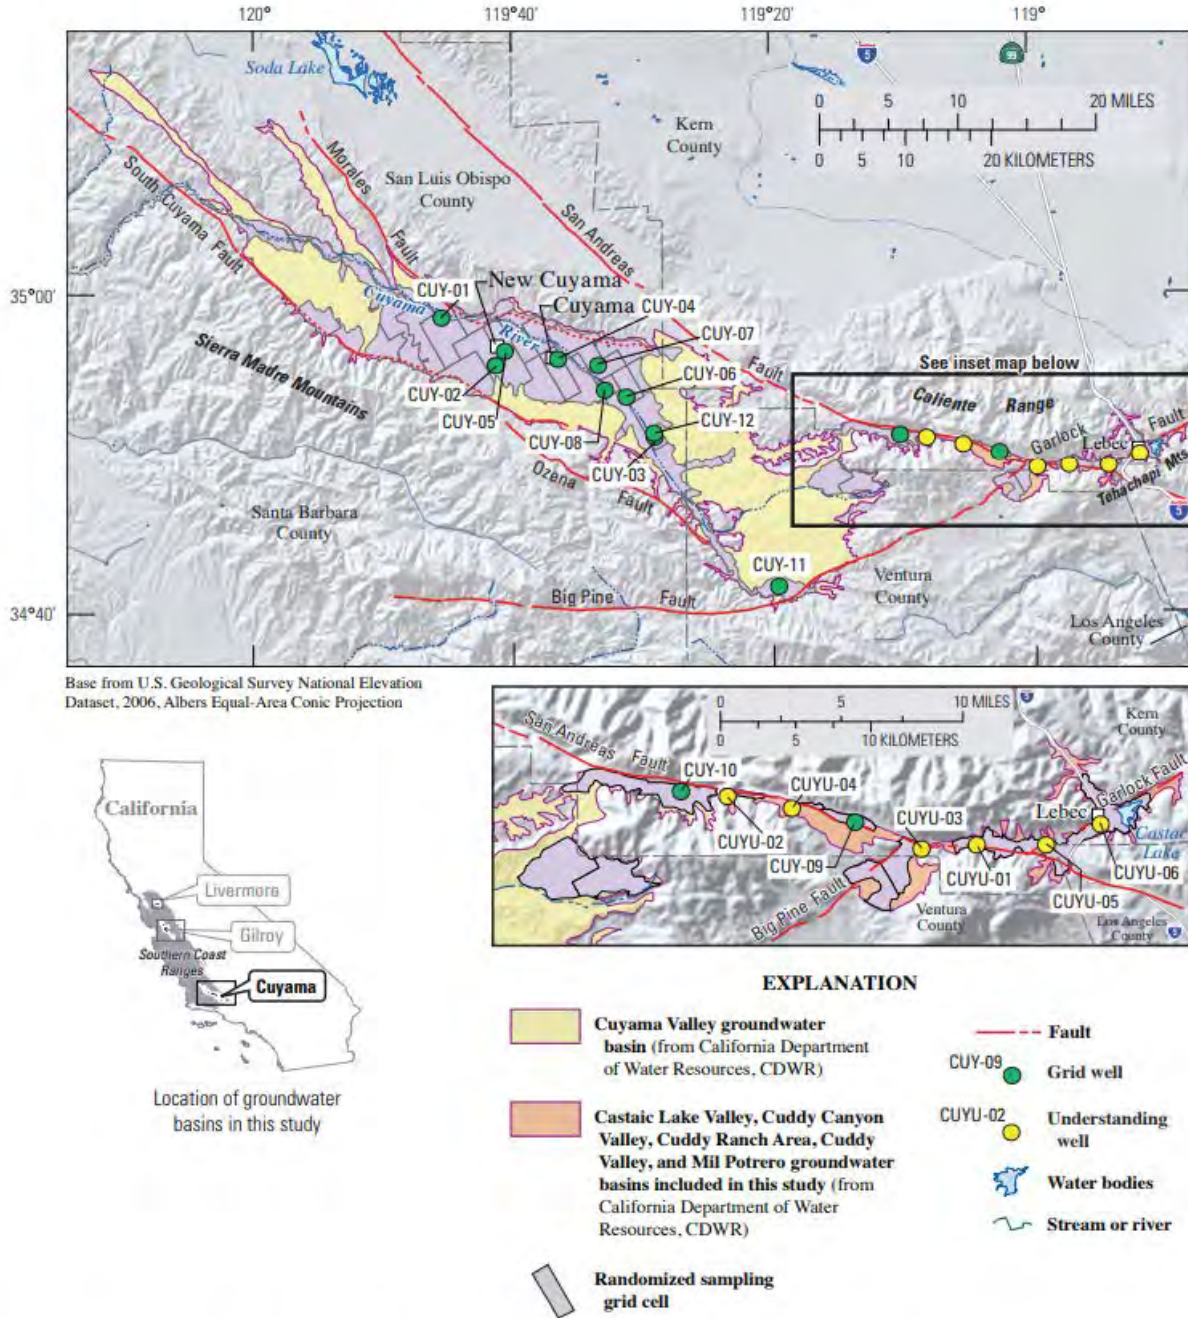 120°
119°40
119°20
119°
Soda Lake
5
99
0 5 10 20 MILES
0 5 10 20 KILOMETERS
Kern
County
Morales
Fault
San Luis Obispo
County
South Cuyama Fault
San Andreas
Fault
35°00'
CUY-01
New Cuyama
Cuyama
CUY-04
Cuyama
River
CUY-07
See inset map below
Sierra Madre Mountains
CUY-06
CUY-02
CUY-05
CUY-12
CUY-08
CUY-03
Caliente Range
Garlock
Fault
Lebec
Tehachapi Mts
5
Ozena
Fault
Santa Barbara
County
CUY-11
Ventura
County
34°40
Big Pine
Fault
Los Angeles
County
Base from U.S. Geological Survey National Elevation
Dataset, 2006, Albers Equal-Area Conic Projection
0 5 10 MILES
0 5 10 KILOMETERS
5
Kern
County
San Andreas Fault
CUY-10
CUYU-04
Garlock Fault
CUYU-03
Lebec
Castac
Lake
CUYU-02
CUY-09
CUYU-01
CUYU-06
CUYU-05
Big Pine Fault
Ventura
County
Los Angeles
County
5
California
Livermore
Gilroy
Southern Coast
Ranges
Cuyama
Location of groundwater
basins in this study
EXPLANATION
Cuyama Valley groundwater
basin (from California Department
of Water Resources, CDWR)
Castaic Lake Valley, Cuddy Canyon
Valley, Cuddy Ranch Area, Cuddy
Valley, and Mil Potrero groundwater
basins included in this study (from
California Department of Water
Resources, CDWR)
Randomized sampling
grid cell
Fault
CUY-09
Grid well
CUYU-02
Understanding
well
Water bodies
Stream or river